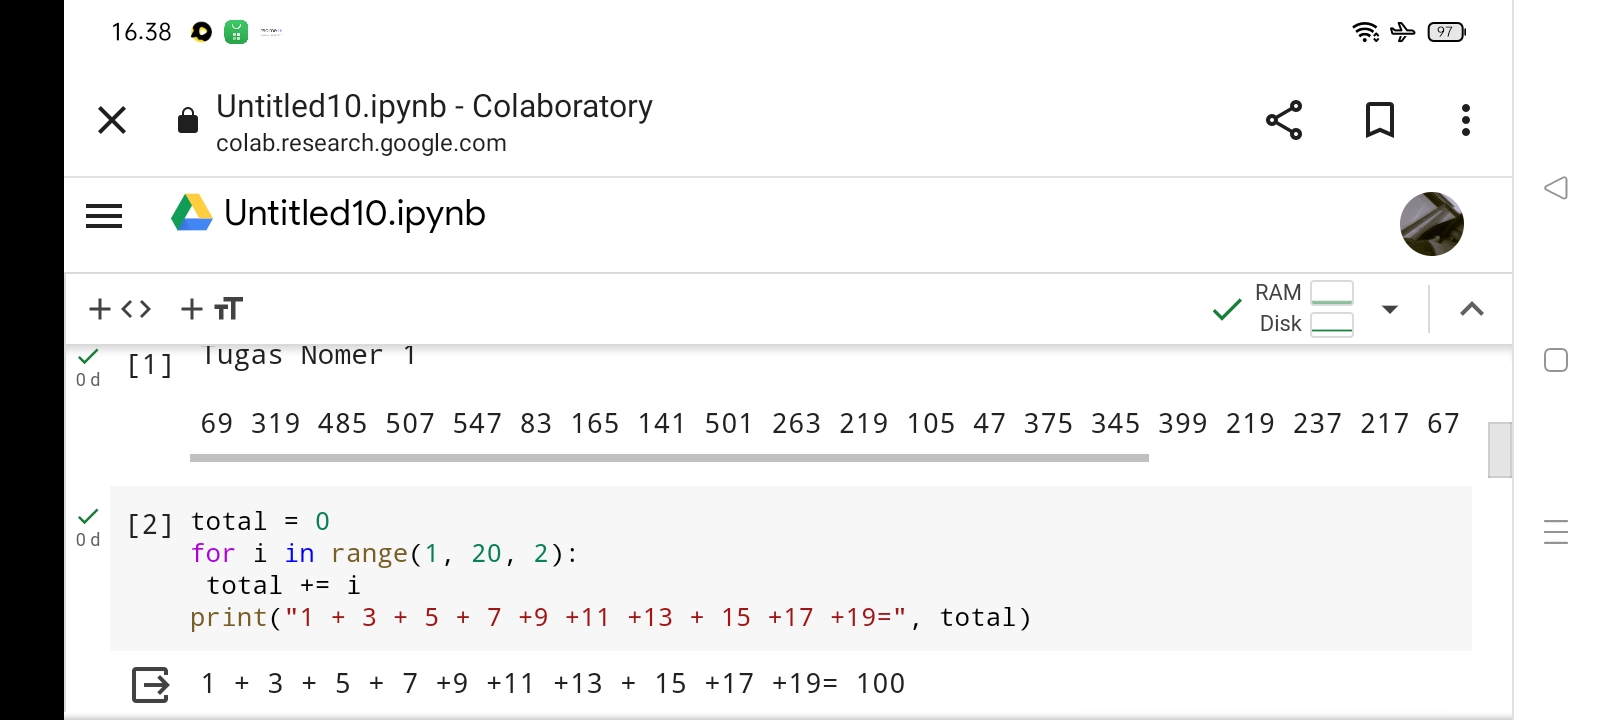 16.38
97
Untitled10.ipynb - Colaboratory
colab.research.google.com
Untitled10.ipynb
+ <> + TT
RAM
Disk
[1] Tugas Nomer 1
0 d
69 319 485 507 547 83 165 141 501 263 219 105 47 375 345 399 219 237 217 67
[2] total = 0
0 d
for i in range(1, 20, 2):
total += i
print("1 + 3 + 5 + 7 +9 +11 +13 + 15 +17 +19=", total)
1 + 3 + 5 + 7 +9 +11 +13 + 15 +17 +19= 100